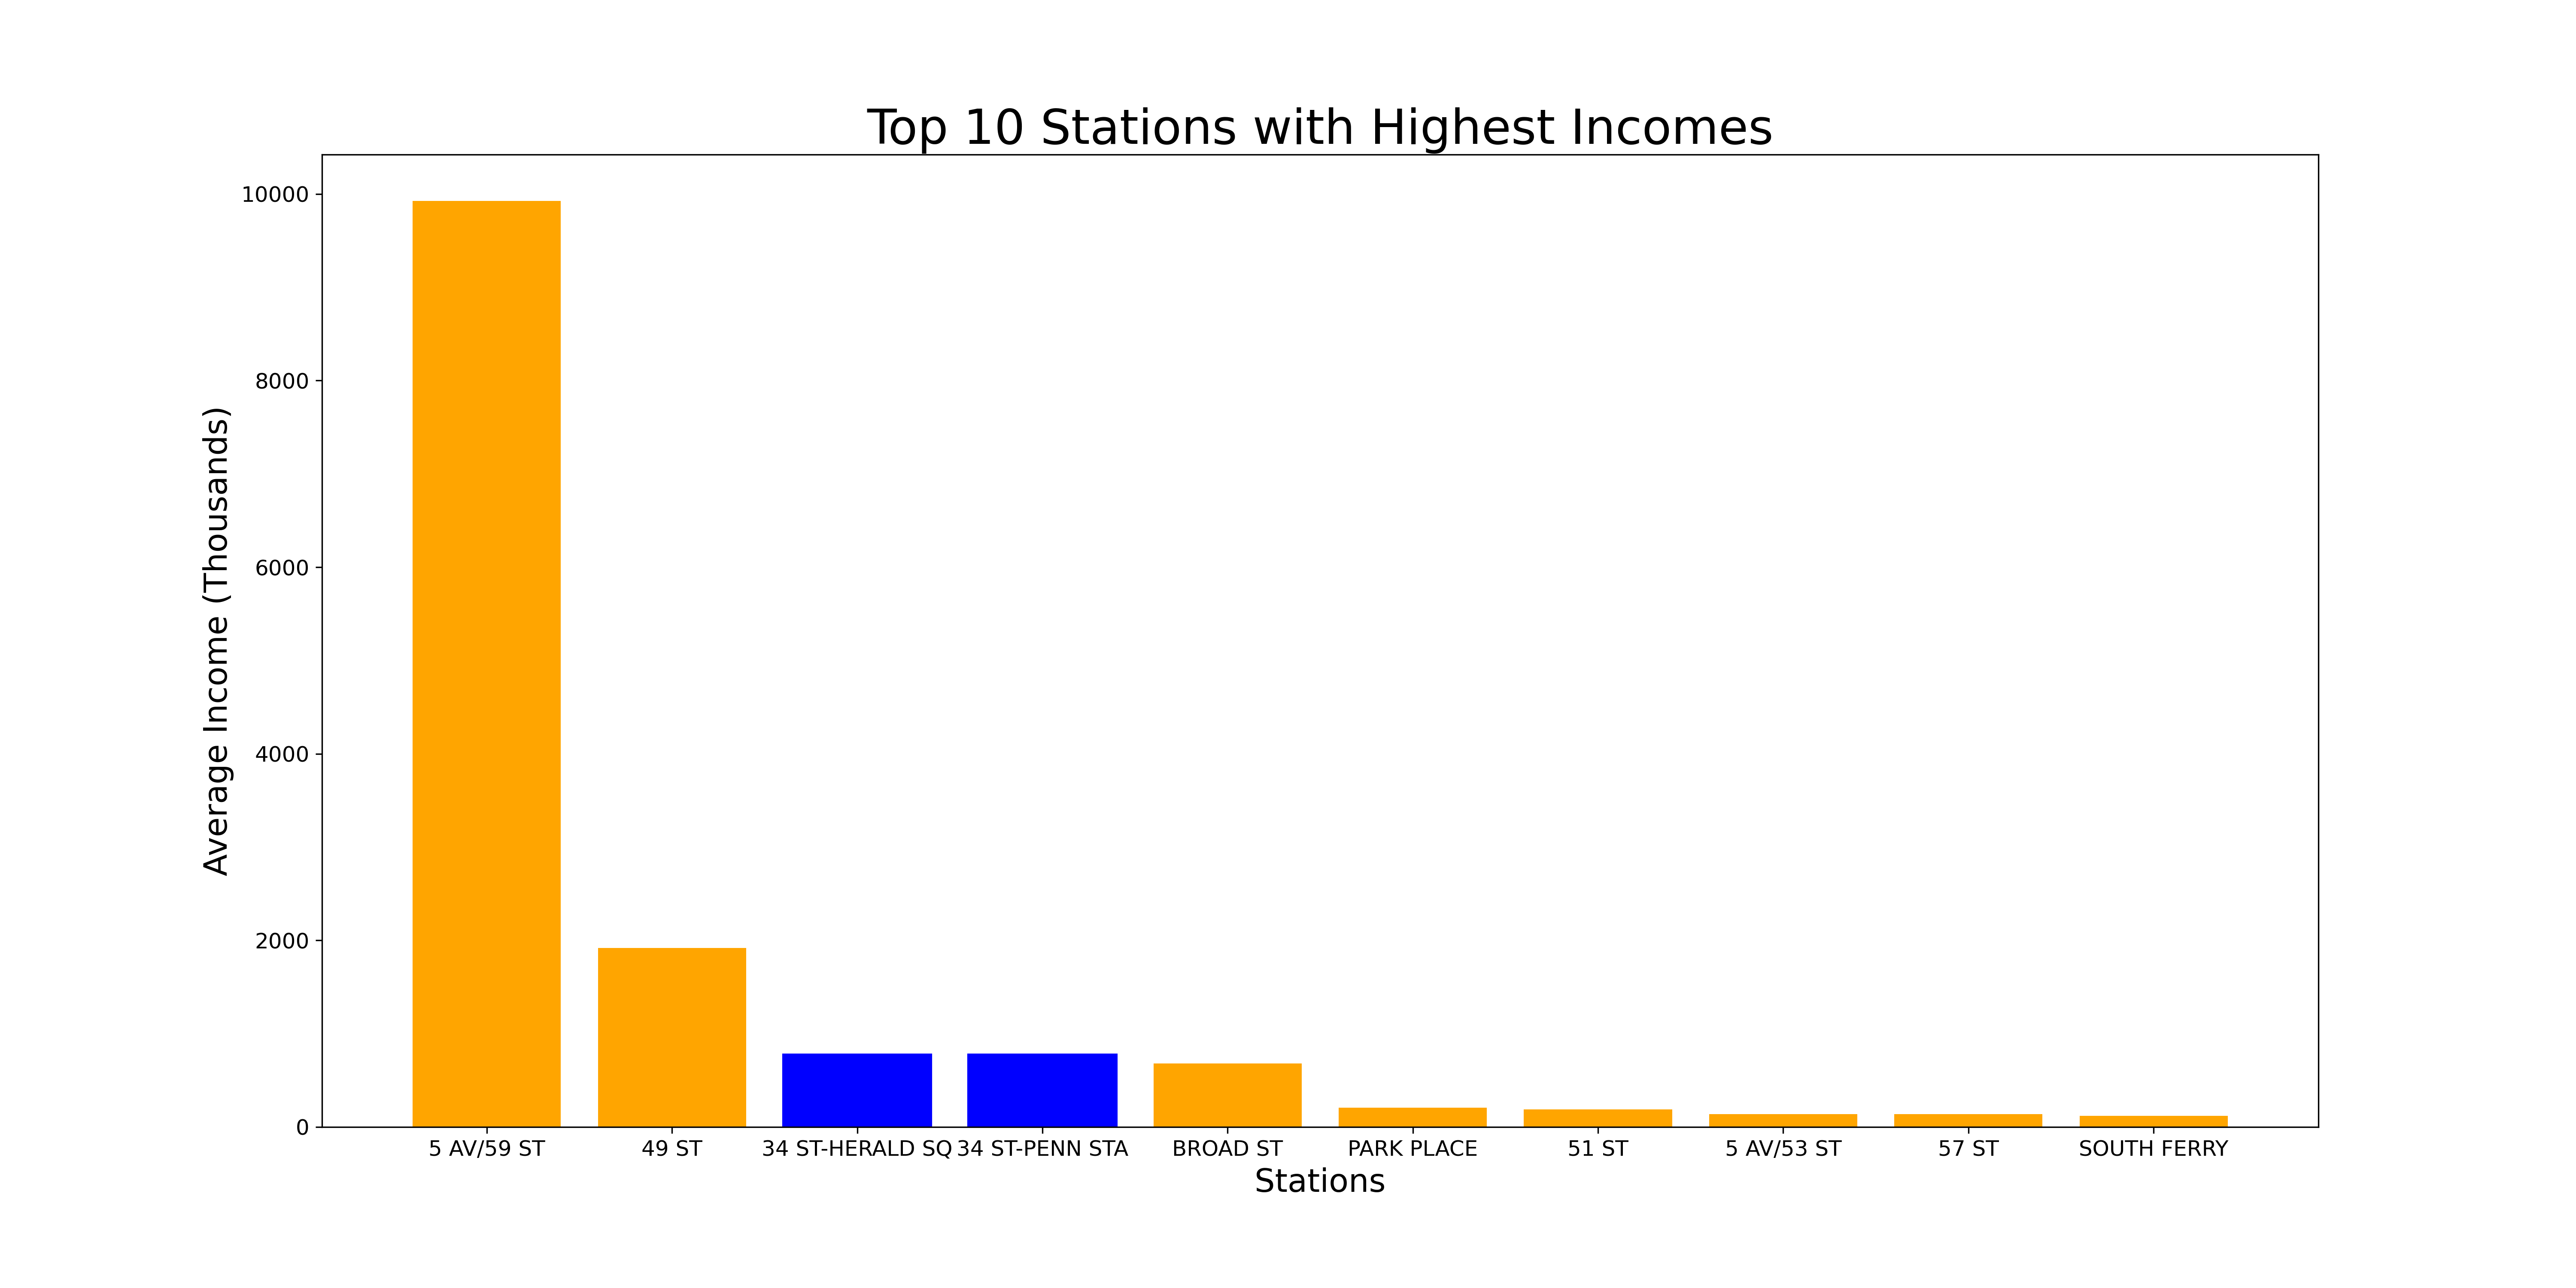 Top 10 Stations with Highest Incomes
Average Income (Thousands)
10000
8000
6000
4000
2000
0
5 AV/59 ST 49 ST 34 ST-HERALD SQ 34 ST-PENN STA BROAD ST PARK PLACE 51 ST 5 AV/53 ST 57 ST SOUTH FERRY
Stations